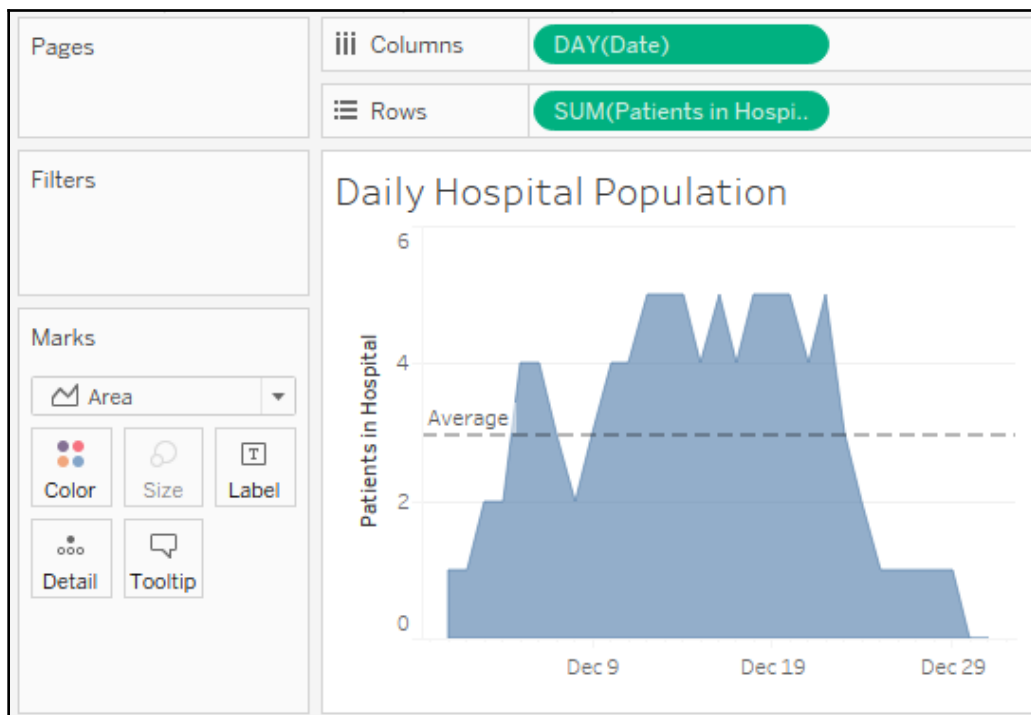 Pages
Columns
DAY(Date)
Rows
SUM(Patients in Hospi..
Filters
Marks
Area
Color
Size
Label
Detail
Tooltip
Daily Hospital Population
Patients in Hospital
6
4
Average
2
0
Dec 9
Dec 19
Dec 29